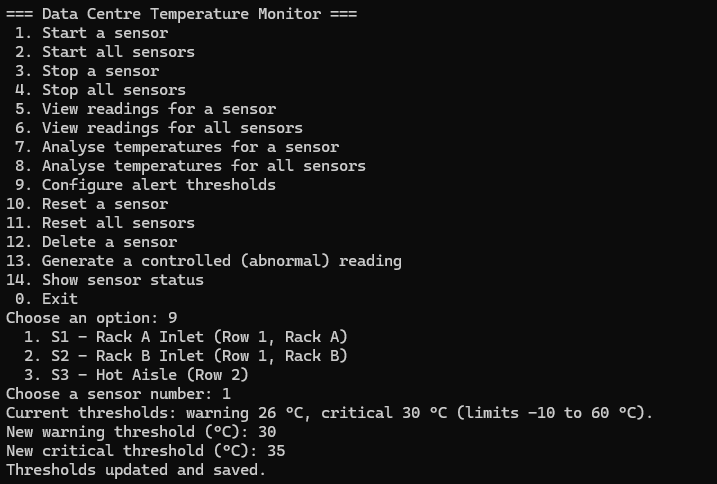 === Data Centre Temperature Monitor ===
 1. Start a sensor
 2. Start all sensors
 3. Stop a sensor
 4. Stop all sensors
 5. View readings for a sensor
 6. View readings for all sensors
 7. Analyse temperatures for a sensor
 8. Analyse temperatures for all sensors
 9. Configure alert thresholds
10. Reset a sensor
11. Reset all sensors
12. Delete a sensor
13. Generate a controlled (abnormal) reading
14. Show sensor status
 0. Exit
Choose an option: 9
  1. S1 - Rack A Inlet (Row 1, Rack A)
  2. S2 - Rack B Inlet (Row 1, Rack B)
  3. S3 - Hot Aisle (Row 2)
Choose a sensor number: 1
Current thresholds: warning 26 °C, critical 30 °C (limits -10 to 60 °C).
New warning threshold (°C): 30
New critical threshold (°C): 35
Thresholds updated and saved.